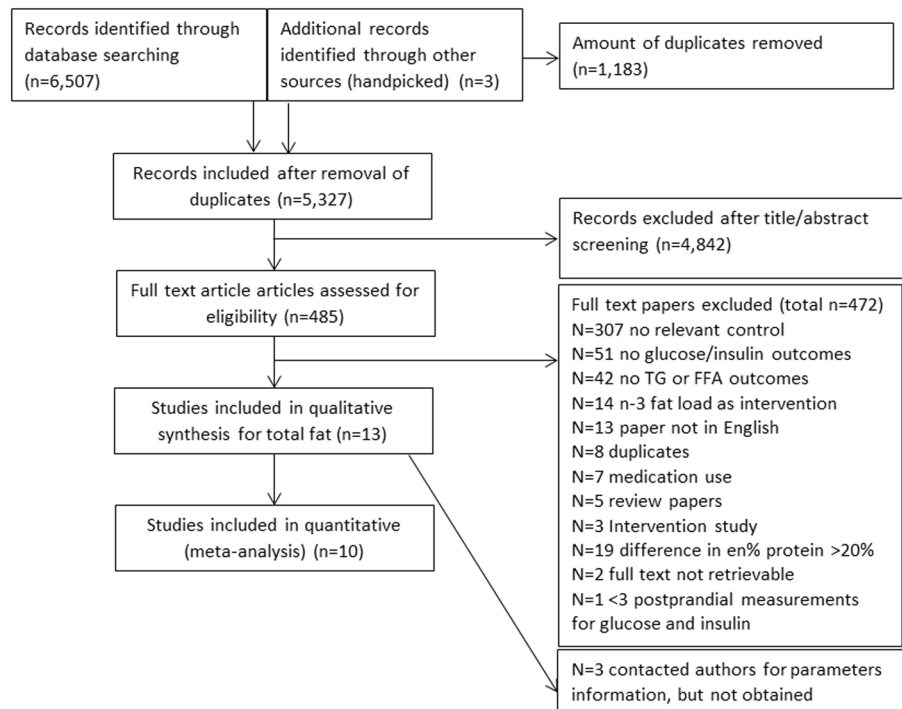 Records identified through
database searching
(n=6,507)
Additional records
identified through other
sources (handpicked) (n=3)
Amount of duplicates removed
(n=1,183)
Records included after removal of
duplicates (n=5,327)
Records excluded after title/abstract
screening (n=4,842)
Full text article articles assessed for
eligibility (n=485)
Full text papers excluded (total n=472)
N=307 no relevant control
N=51 no glucose/insulin outcomes
N=42 no TG or FFA outcomes
N=14 n-3 fat load as intervention
N=13 paper not in English
N=8 duplicates
N=7 medication use
N=5 review papers
N=3 Intervention study
N=19 difference in en% protein >20%
N=2 full text not retrievable
N=1 <3 postprandial measurements
for glucose and insulin
Studies included in qualitative
synthesis for total fat (n=13)
Studies included in quantitative
(meta-analysis) (n=10)
N=3 contacted authors for parameters
information, but not obtained